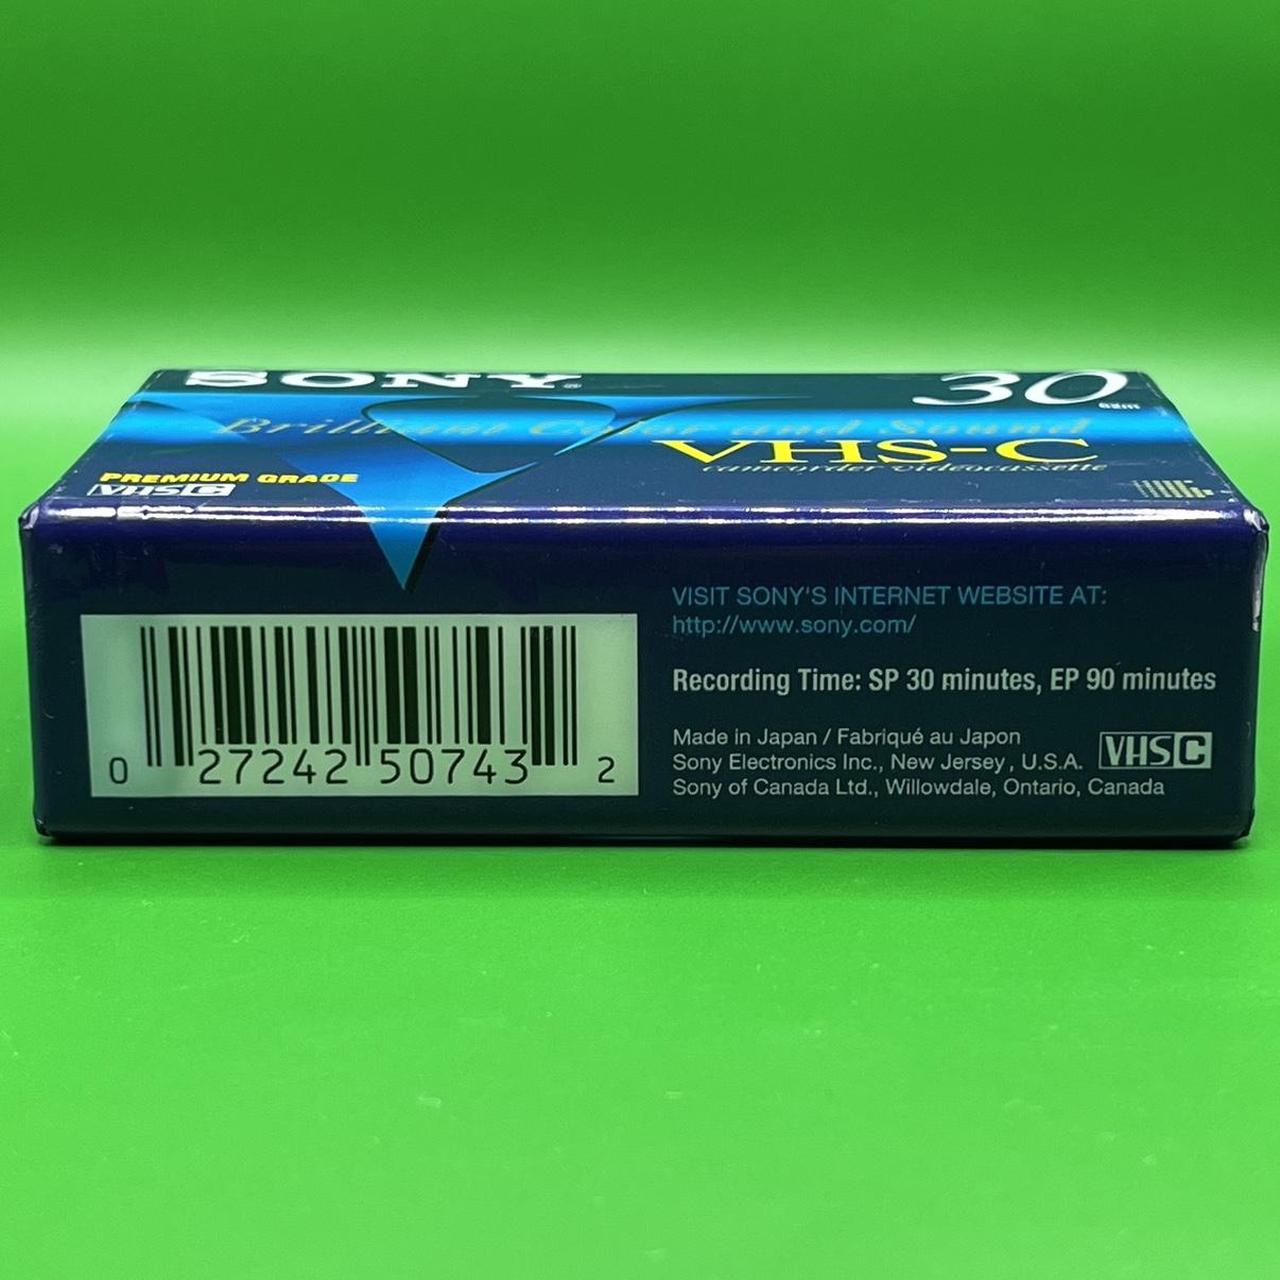 SONY®
30
Brilliant Color and Sound
VHS-C
camcorder videocassette
PREMIUM GRADE
VHS C
VISIT SONY'S INTERNET WEBSITE AT:
http://www.sony.com/
Recording Time: SP 30 minutes, EP 90 minutes
Made in Japan / Fabriqué au Japon
Sony Electronics Inc., New Jersey, U.S.A.
Sony of Canada Ltd., Willowdale, Ontario, Canada
VHS C
0 27242 50743 2